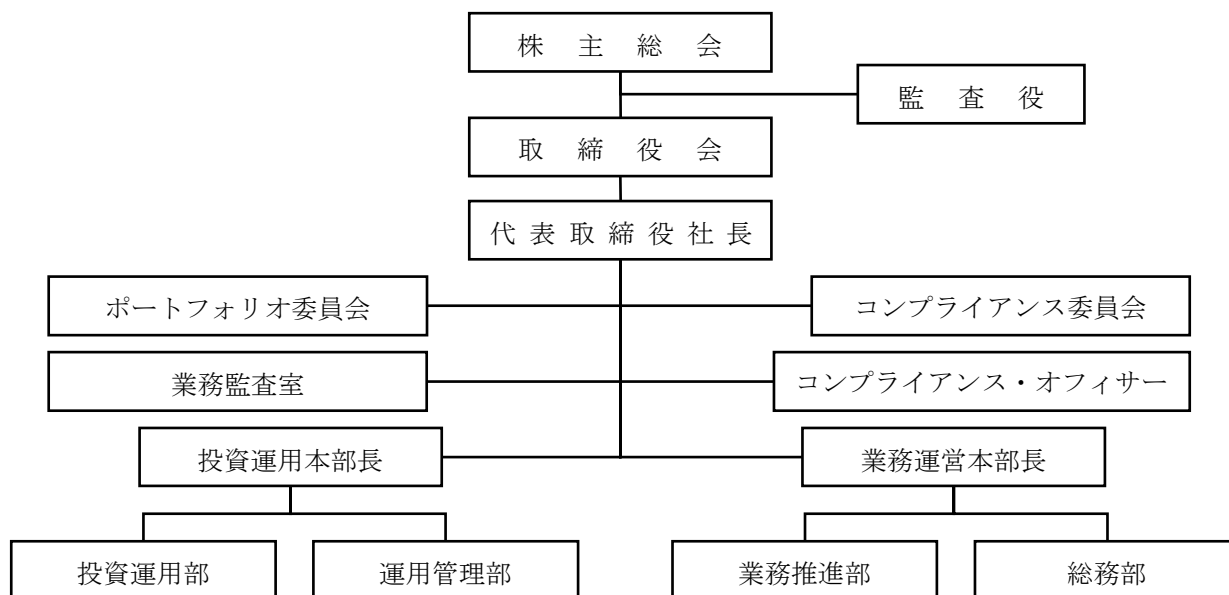 株主総会
監査役
取締役会
代表取締役社長
ポートフォリオ委員会
コンプライアンス委員会
業務監査室
コンプライアンス・オフィサー
投資運用本部長
業務運営本部長
投資運用部
運用管理部
業務推進部
総務部